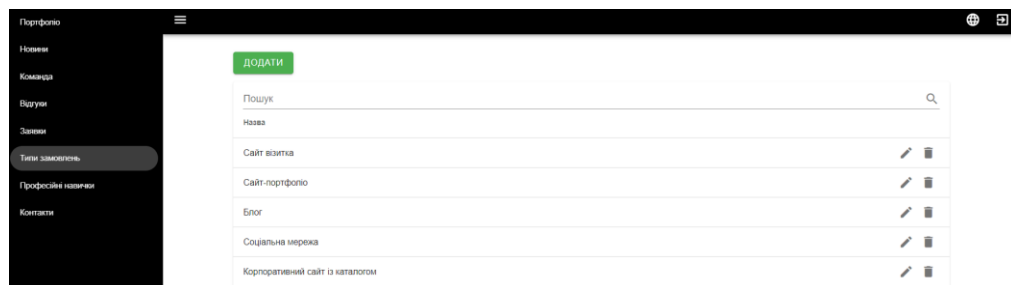 Портфоліо
Новини
Команда
Відгуки
Заявки
Типи замовлень
Професійні навички
Контакти
ДОДАТИ
Пошук
Назва
Сайт візитка
Сайт-портфоліо
Блог
Соціальна мережа
Корпоративний сайт із каталогом